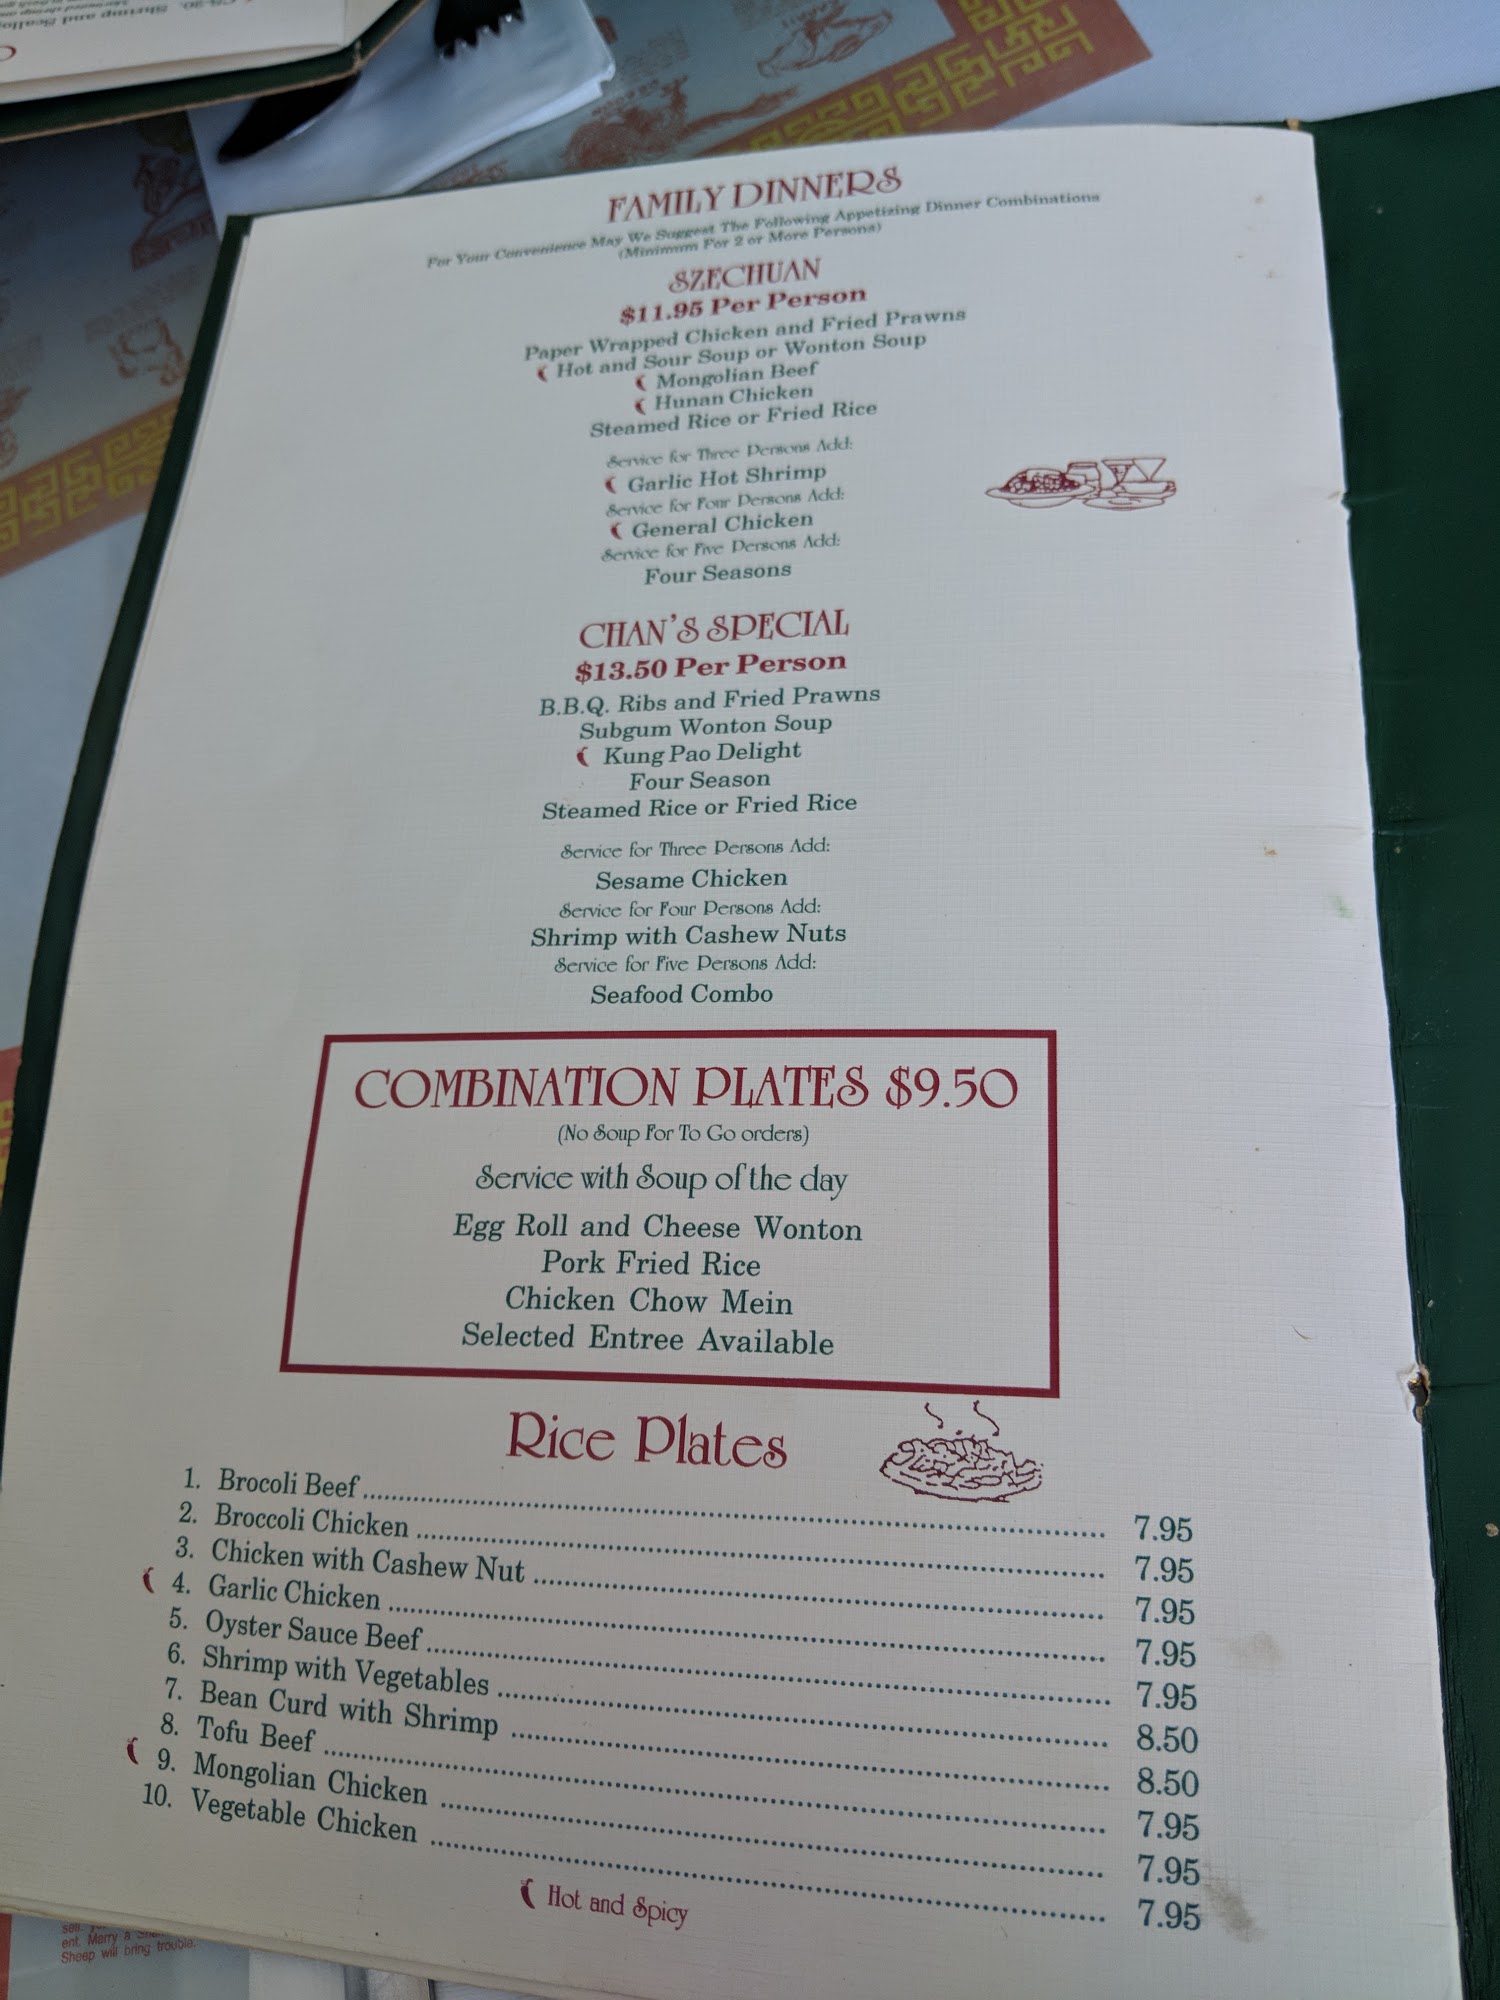 Shrimp and Scallop
FAMILY DINNERS
For Your Convenience May We Suggest The Following Appetizing Dinner Combinations
(Minimum For 2 or More Persons)
SZECHUAN
$11.95 Per Person
Paper Wrapped Chicken and Fried Prawns
Hot and Sour Soup or Wonton Soup
Mongolian Beef
Hunan Chicken
Steamed Rice or Fried Rice
Service for Three Persons Add:
Garlic Hot Shrimp
Service for Four Persons Add:
General Chicken
Service for Five Persons Add:
Four Seasons
CHAN'S SPECIAL
$13.50 Per Person
B.B.Q. Ribs and Fried Prawns
Subgum Wonton Soup
Kung Pao Delight
Four Season
Steamed Rice or Fried Rice
Service for Three Persons Add:
Sesame Chicken
Service for Four Persons Add:
Shrimp with Cashew Nuts
Service for Five Persons Add:
Seafood Combo
COMBINATION PLATES $9.50
(No Soup For To Go orders)
Service with Soup of the day
Egg Roll and Cheese Wonton
Pork Fried Rice
Chicken Chow Mein
Selected Entree Available
Rice Plates
1. Brocoli Beef 7.95
2. Broccoli Chicken 7.95
3. Chicken with Cashew Nut 7.95
4. Garlic Chicken 7.95
5. Oyster Sauce Beef 7.95
6. Shrimp with Vegetables 8.50
7. Bean Curd with Shrimp 8.50
8. Tofu Beef 7.95
9. Mongolian Chicken 7.95
10. Vegetable Chicken 7.95
Hot and Spicy
ent. Marry a
Sheep will bring trouble.